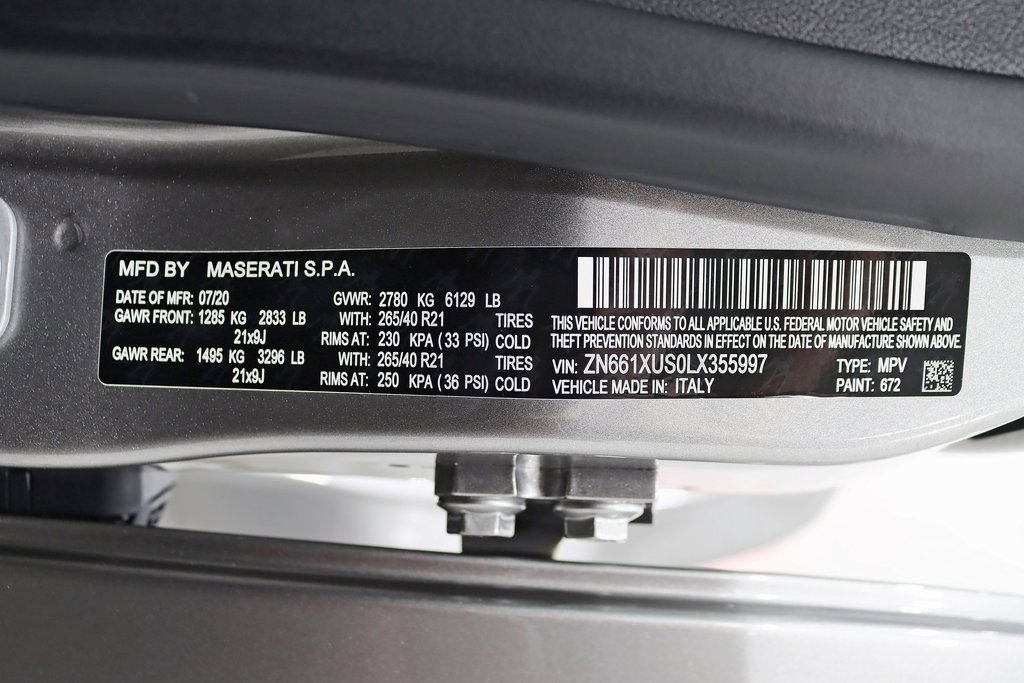 MFD BY MASERATI S.P.A.
DATE OF MFR: 07/20 GVWR: 2780 KG 6129 LB
GAWR FRONT: 1285 KG 2833 LB WITH: 265/40 R21 TIRES
21x9J RIMS AT: 230 KPA (33 PSI) COLD
GAWR REAR: 1495 KG 3296 LB WITH: 265/40 R21 TIRES
21x9J RIMS AT: 250 KPA (36 PSI) COLD
THIS VEHICLE CONFORMS TO ALL APPLICABLE U.S. FEDERAL MOTOR VEHICLE SAFETY AND
THEFT PREVENTION STANDARDS IN EFFECT ON THE DATE OF MANUFACTURE SHOWN ABOVE.
VIN: ZN661XUS0LX355997 TYPE: MPV
VEHICLE MADE IN: ITALY PAINT: 672